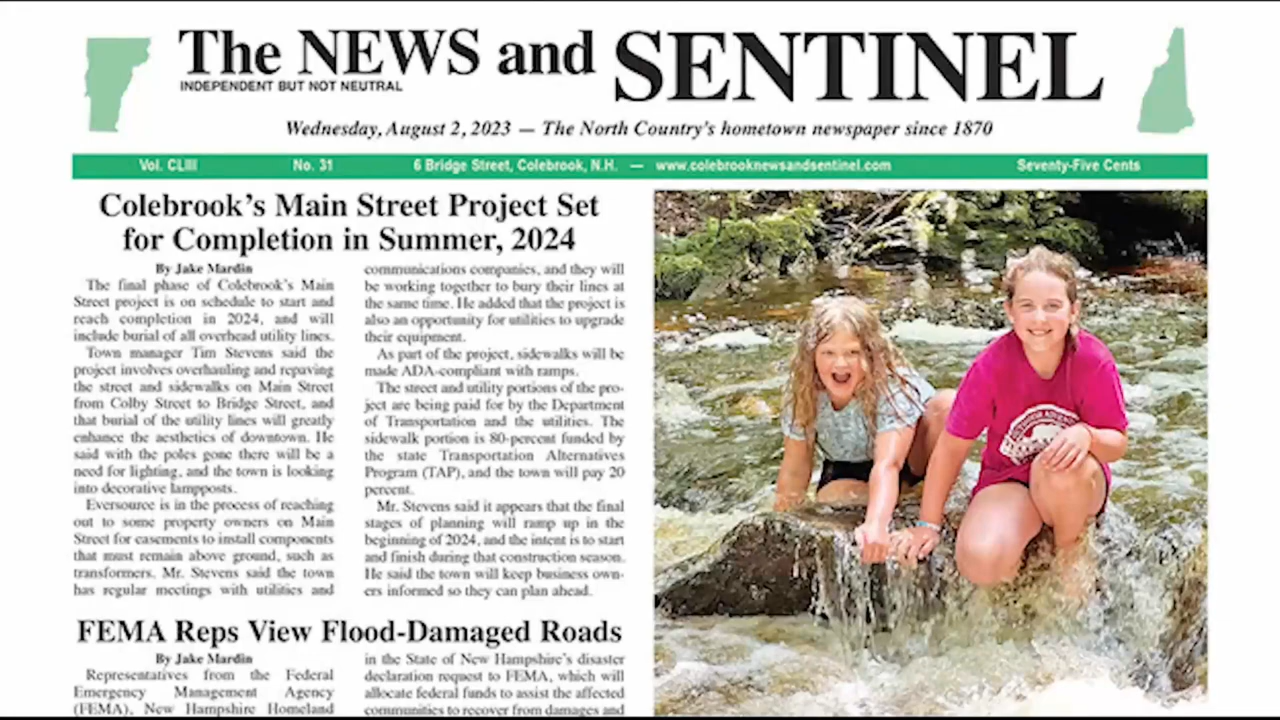 The NEWS and SENTINEL
INDEPENDENT BUT NOT NEUTRAL
Wednesday, August 2, 2023 — The North Country's hometown newspaper since 1870
Vol. CLIII No. 31 6 Bridge Street, Colebrook, N.H. — www.colebrooknewsandsentinel.com Seventy-Five Cents
Colebrook's Main Street Project Set
for Completion in Summer, 2024
By Jake Mardin
The final phase of Colebrook's Main
Street project is on schedule to start and
reach completion in 2024, and will
include burial of all overhead utility lines.
Town manager Tim Stevens said the
project involves overhauling and repaving
the street and sidewalks on Main Street
from Colby Street to Bridge Street, and
that burial of the utility lines will greatly
enhance the aesthetics of downtown. He
said with the poles gone there will be a
need for lighting, and the town is looking
into decorative lampposts.
Eversource is in the process of reaching
out to some property owners on Main
Street for easements to install components
that must remain above ground, such as
transformers. Mr. Stevens said the town
has regular meetings with utilities and
communications companies, and they will
be working together to bury their lines at
the same time. He added that the project is
also an opportunity for utilities to upgrade
their equipment.
As part of the project, sidewalks will be
made ADA-compliant with ramps.
The street and utility portions of the pro-
ject are being paid for by the Department
of Transportation and the utilities. The
sidewalk portion is 80-percent funded by
the state Transportation Alternatives
Program (TAP), and the town will pay 20
percent.
Mr. Stevens said it appears that the final
stages of planning will ramp up in the
beginning of 2024, and the intent is to start
and finish during that construction season.
He said the town will keep business own-
ers informed so they can plan ahead.
FEMA Reps View Flood-Damaged Roads
By Jake Mardin
Representatives from the Federal
Emergency Management Agency
(FEMA), New Hampshire Homeland
in the State of New Hampshire's disaster
declaration request to FEMA, which will
allocate federal funds to assist the affected
communities to recover from damages and